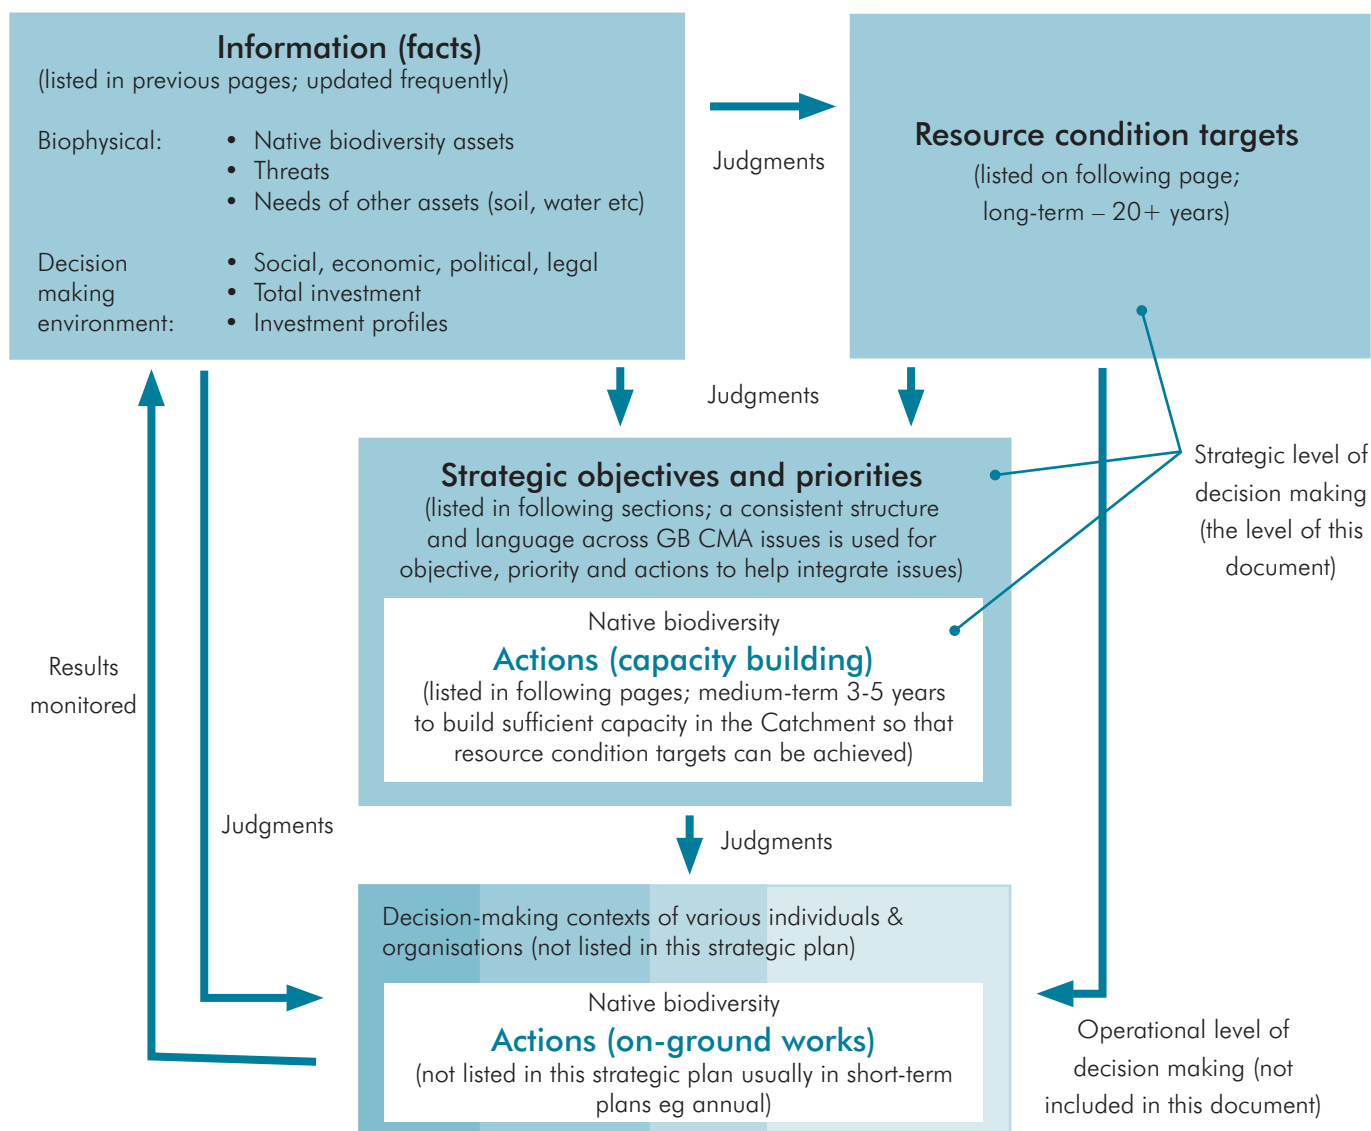 Information (facts)
(listed in previous pages; updated frequently)
Biophysical:
• Native biodiversity assets
• Threats
• Needs of other assets (soil, water etc)
Decision
making
environment:
• Social, economic, political, legal
• Total investment
• Investment profiles
Judgments
Resource condition targets
(listed on following page;
long-term – 20+ years)
Judgments
Strategic objectives and priorities
(listed in following sections; a consistent structure
and language across GB CMA issues is used for
objective, priority and actions to help integrate issues)
Native biodiversity
Actions (capacity building)
(listed in following pages; medium-term 3-5 years
to build sufficient capacity in the Catchment so that
resource condition targets can be achieved)
Strategic level of
decision making
(the level of this
document)
Results
monitored
Judgments
Judgments
Decision-making contexts of various individuals &
organisations (not listed in this strategic plan)
Native biodiversity
Actions (on-ground works)
(not listed in this strategic plan usually in short-term
plans eg annual)
Operational level of
decision making (not
included in this document)